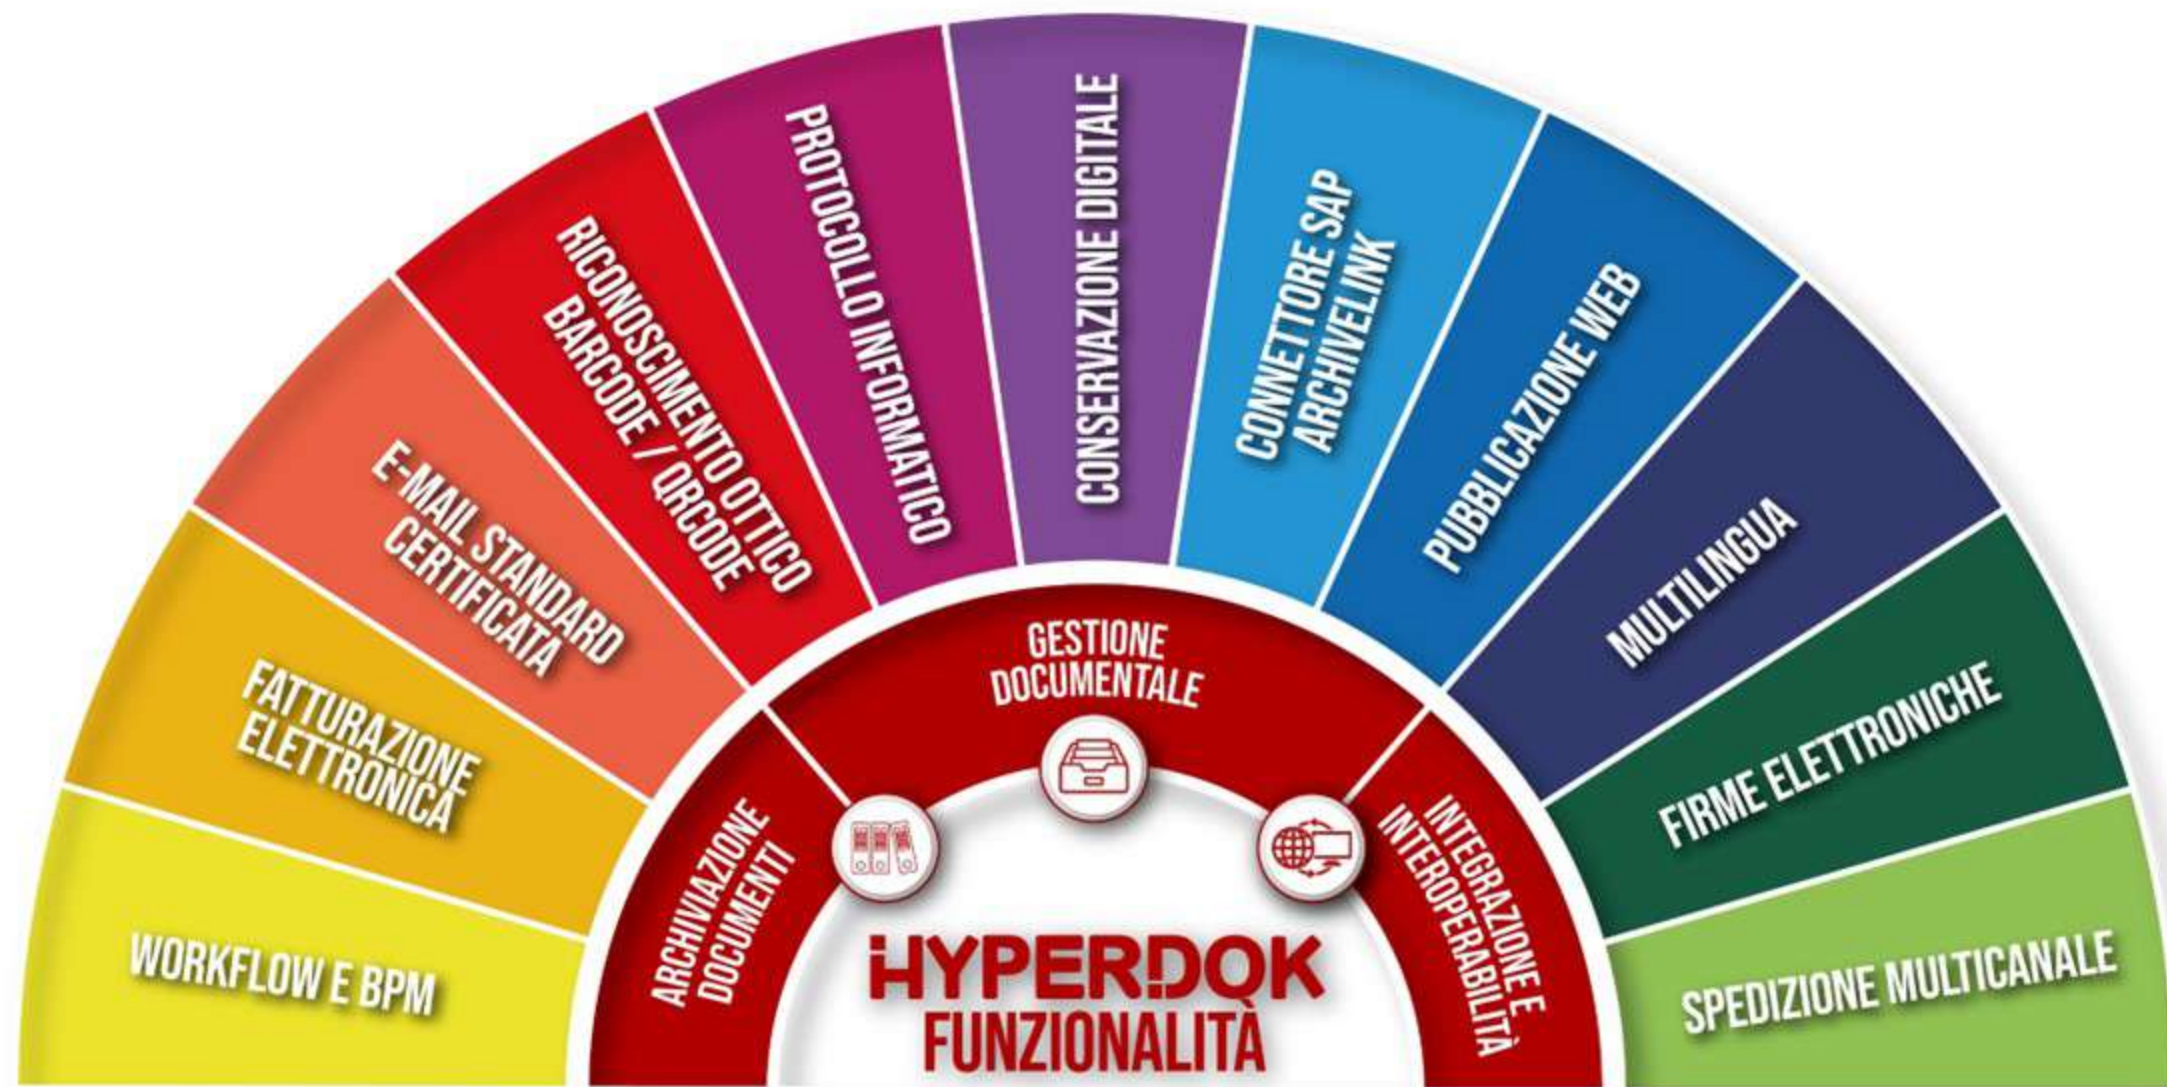 WORKFLOW E BPM
FATTURAZIONE
ELETTRONICA
E-MAIL STANDARD
CERTIFICATA
RICONOSCIMENTO OTTICO
BARCODE / QRCODE
PROTOCOLLO INFORMATICO
CONSERVAZIONE DIGITALE
CONNETTORE SAP
ARCHIVELINK
PUBBLICAZIONE WEB
MULTILINGUA
FIRME ELETTRONICHE
SPEDIZIONE MULTICANALE
ARCHIVIAZIONE
DOCUMENTI
GESTIONE
DOCUMENTALE
INTEGRAZIONE E
INTEROPERABILITÀ
HYPERDOK
FUNZIONALITÀ